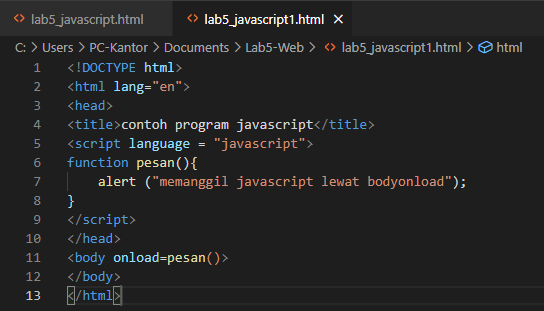 lab5_javascript.html lab5_javascript1.html
C: > Users > PC-Kantor > Documents > Lab5-Web > lab5_javascript1.html > html
1 <!DOCTYPE html>
2 <html lang="en">
3 <head>
4 <title>contoh program javascript</title>
5 <script language = "javascript">
6 function pesan(){
7 alert ("memanggil javascript lewat bodyonload");
8 }
9 </script>
10 </head>
11 <body onload=pesan()>
12 </body>
13 </html>